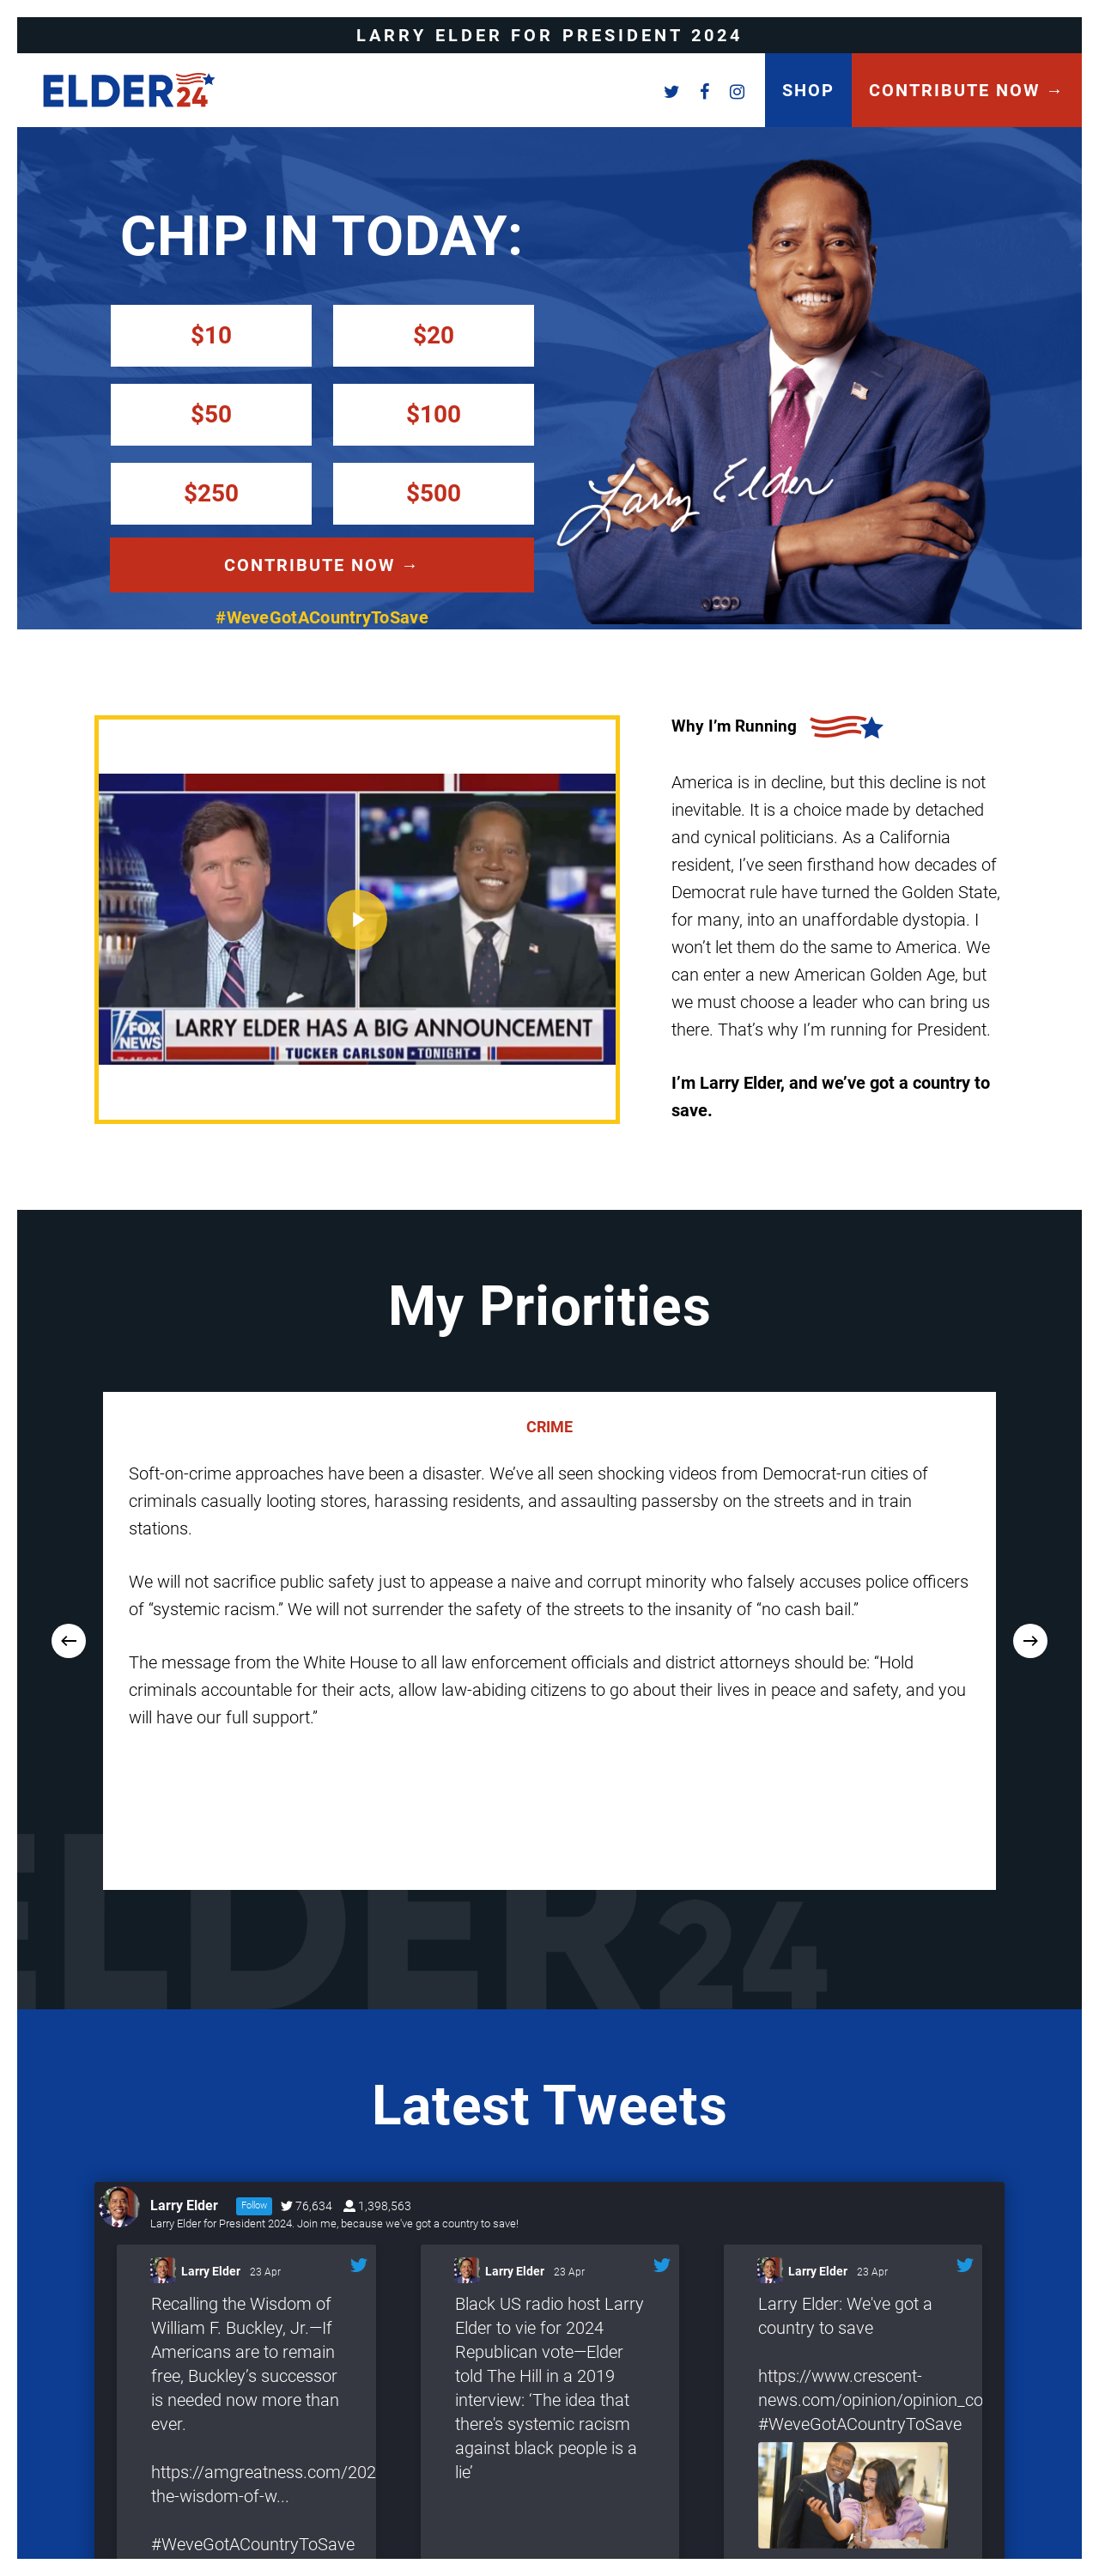 LARRY ELDER FOR PRESIDENT 2024
ELDER24
SHOP
CONTRIBUTE NOW →
CHIP IN TODAY:
$10
$20
$50
$100
$250
$500
CONTRIBUTE NOW →
#WeveGotACountryToSave
Larry Elder
FOX
NEWS
LARRY ELDER HAS A BIG ANNOUNCEMENT
TUCKER CARLSON TONIGHT
Why I’m Running
America is in decline, but this decline is not
inevitable. It is a choice made by detached
and cynical politicians. As a California
resident, I’ve seen firsthand how decades of
Democrat rule have turned the Golden State,
for many, into an unaffordable dystopia. I
won’t let them do the same to America. We
can enter a new American Golden Age, but
we must choose a leader who can bring us
there. That’s why I’m running for President.
I’m Larry Elder, and we’ve got a country to
save.
My Priorities
CRIME
Soft-on-crime approaches have been a disaster. We’ve all seen shocking videos from Democrat-run cities of
criminals casually looting stores, harassing residents, and assaulting passersby on the streets and in train
stations.
We will not sacrifice public safety just to appease a naive and corrupt minority who falsely accuses police officers
of “systemic racism.” We will not surrender the safety of the streets to the insanity of “no cash bail.”
The message from the White House to all law enforcement officials and district attorneys should be: “Hold
criminals accountable for their acts, allow law-abiding citizens to go about their lives in peace and safety, and you
will have our full support.”
ELDER24
Latest Tweets
Larry Elder
Follow
76,634
1,398,563
Larry Elder for President 2024. Join me, because we've got a country to save!
Larry Elder 23 Apr
Recalling the Wisdom of
William F. Buckley, Jr.—If
Americans are to remain
free, Buckley’s successor
is needed now more than
ever.
https://amgreatness.com/202
the-wisdom-of-w...
#WeveGotACountryToSave
Larry Elder 23 Apr
Black US radio host Larry
Elder to vie for 2024
Republican vote—Elder
told The Hill in a 2019
interview: ‘The idea that
there's systemic racism
against black people is a
lie’
Larry Elder 23 Apr
Larry Elder: We've got a
country to save
https://www.crescent-
news.com/opinion/opinion_co
#WeveGotACountryToSave